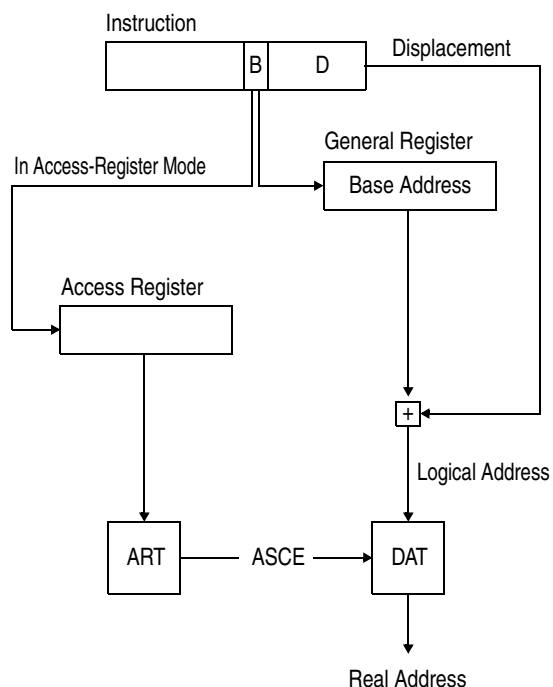 Instruction
Displacement
B
D
General Register
In Access-Register Mode
Base Address
Access Register
+
Logical Address
ART
ASCE
DAT
Real Address